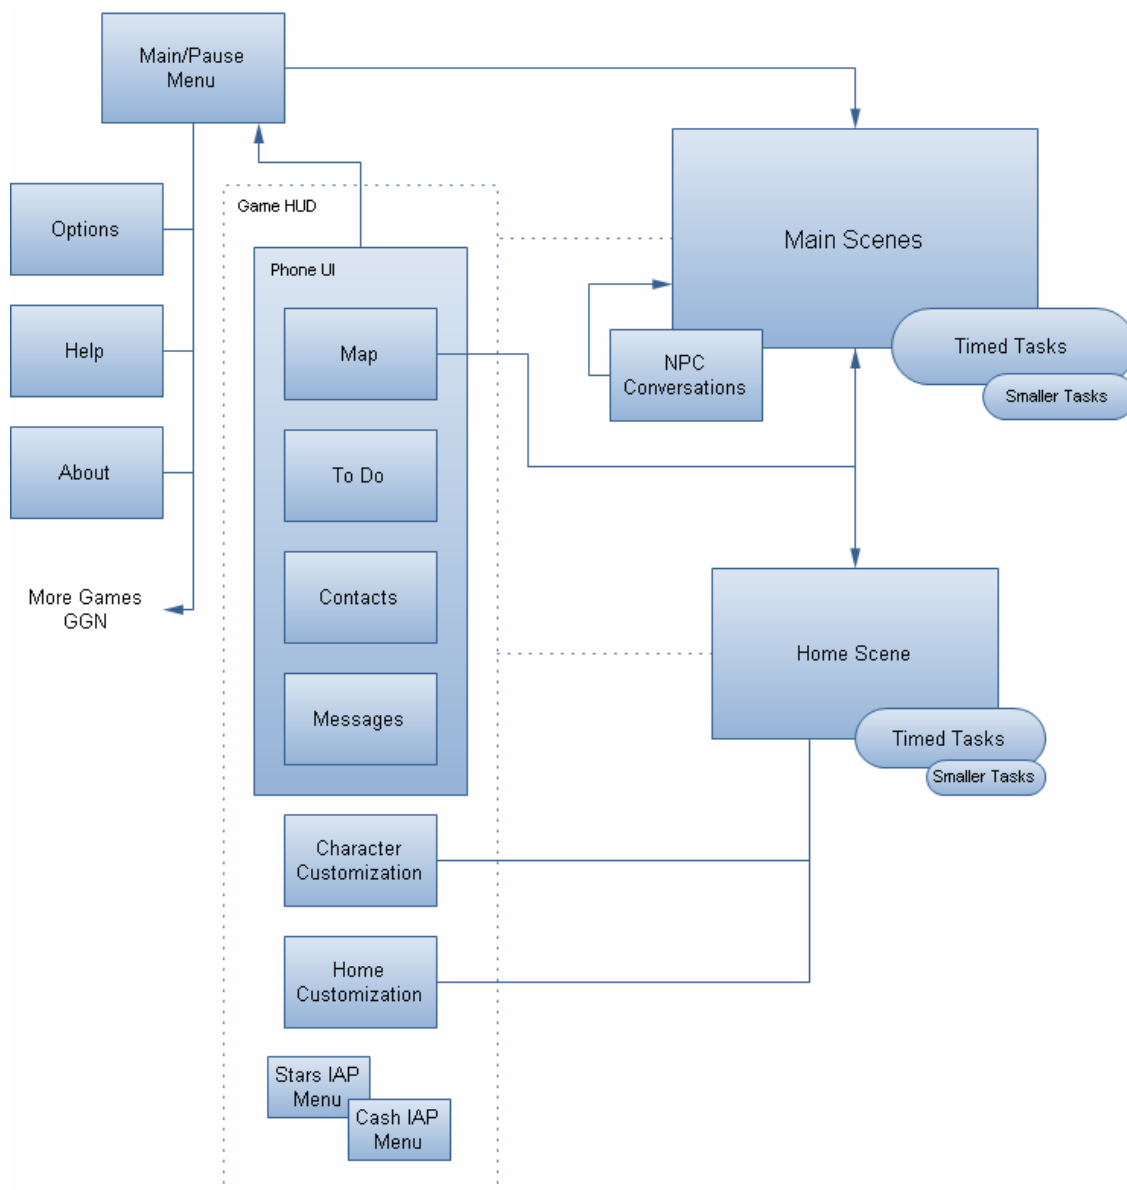 Main/Pause
Menu
Options
Help
About
More Games
GGN
Game HUD
Phone UI
Map
To Do
Contacts
Messages
Character
Customization
Home
Customization
Stars IAP
Menu
Cash IAP
Menu
Main Scenes
NPC
Conversations
Timed Tasks
Smaller Tasks
Home Scene
Timed Tasks
Smaller Tasks